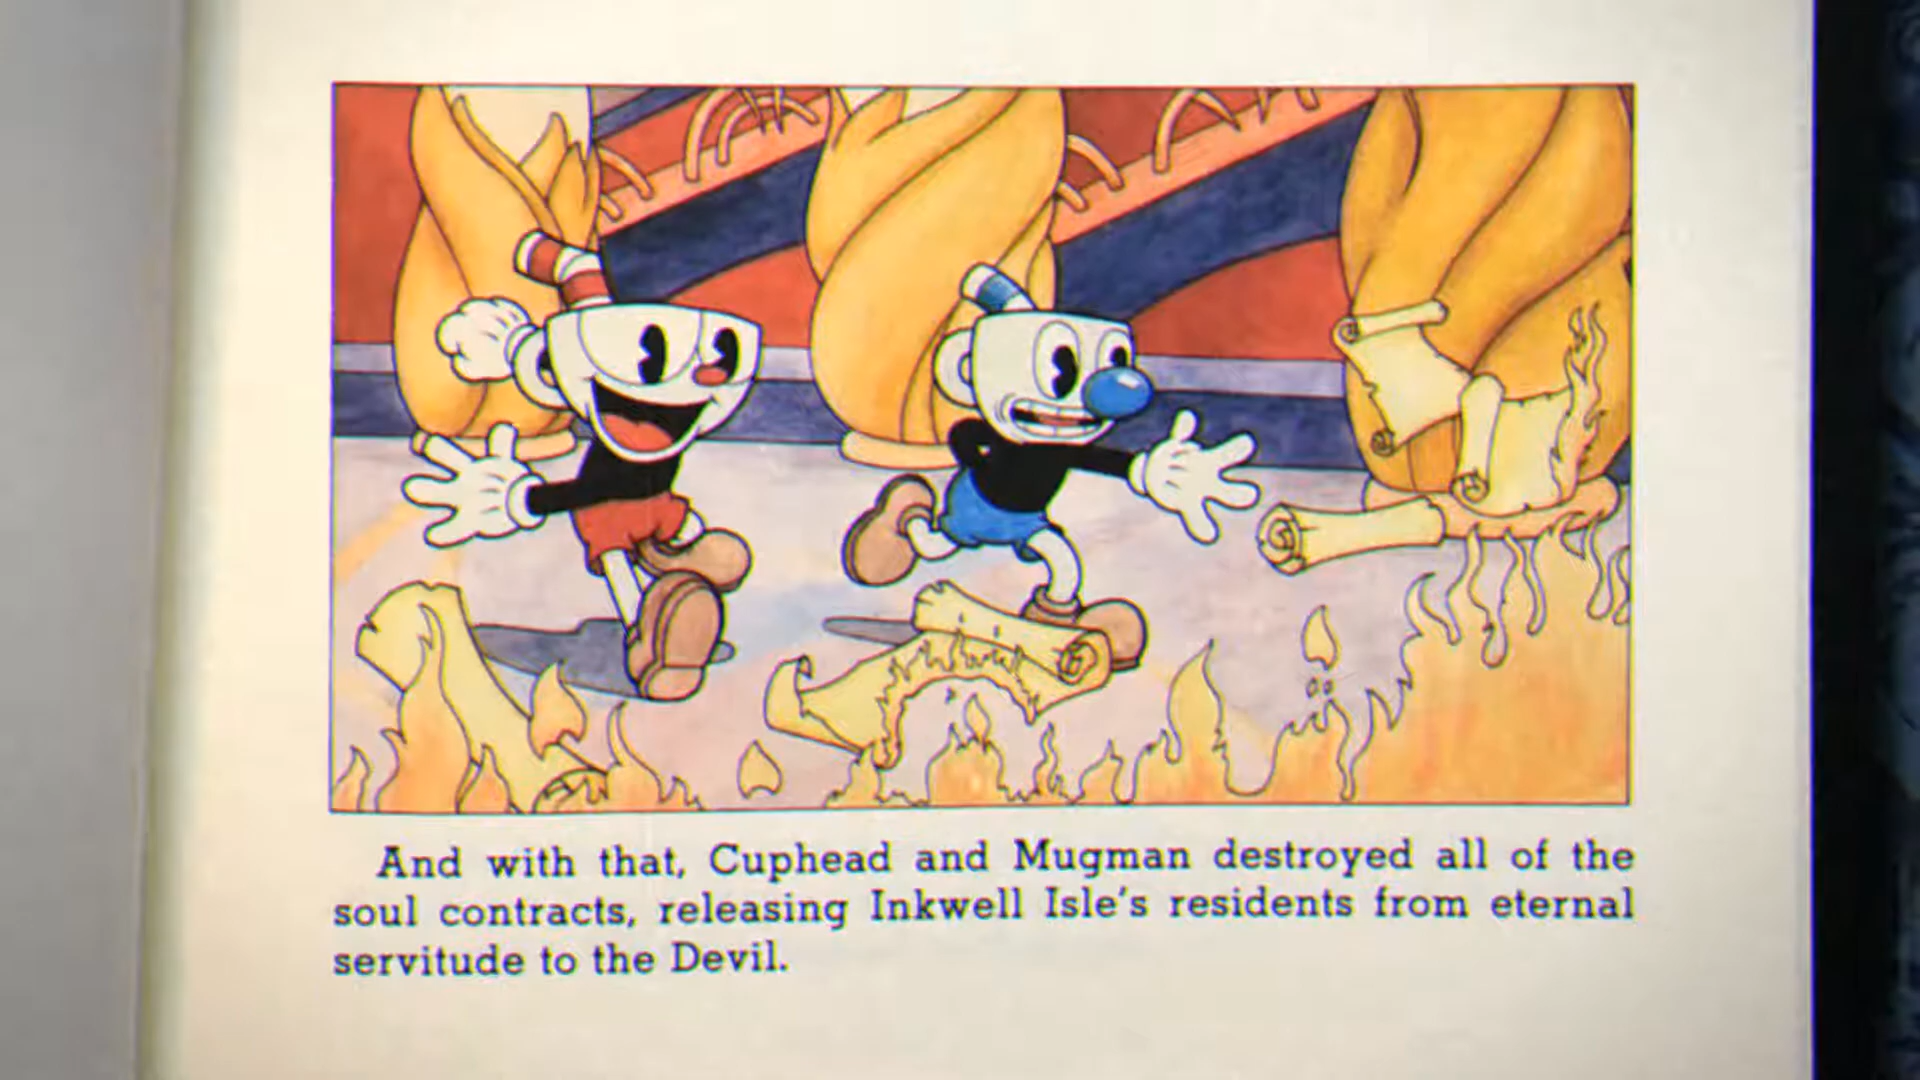 And with that, Cuphead and Mugman destroyed all of the
soul contracts, releasing Inkwell Isle's residents from eternal
servitude to the Devil.